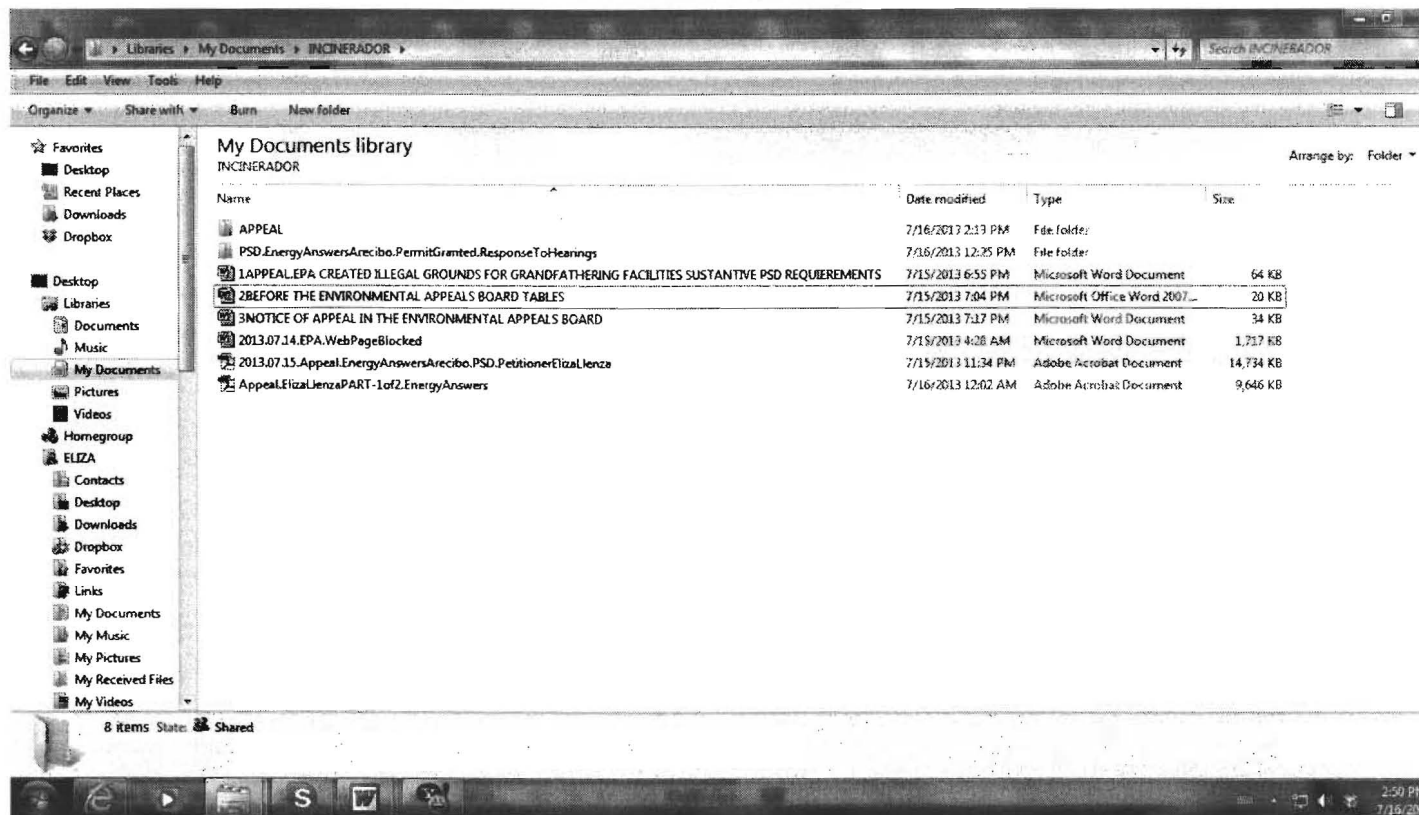 Libraries ▸ My Documents ▸ INCINERADOR ▸
Search INCINERADOR
File Edit View Tools Help
Organize ▾ Share with ▾ Burn New folder
Favorites
Desktop
Recent Places
Downloads
Dropbox
Desktop
Libraries
Documents
Music
My Documents
Pictures
Videos
Homegroup
ELIZA
Contacts
Desktop
Downloads
Dropbox
Favorites
Links
My Documents
My Music
My Pictures
My Received Files
My Videos
My Documents library
INCINERADOR
Arrange by: Folder ▾
Name Date modified Type Size
APPEAL 7/16/2013 2:13 PM File folder
PSD.EnergyAnswersArecibo.PermitGranted.ResponseToHearings 7/16/2013 12:25 PM File folder
1APPEAL.EPA CREATED ILLEGAL GROUNDS FOR GRANDFATHERING FACILITIES SUSTANTIVE PSD REQUIEREMENTS 7/15/2013 6:55 PM Microsoft Word Document 64 KB
2BEFORE THE ENVIRONMENTAL APPEALS BOARD TABLES 7/15/2013 7:04 PM Microsoft Office Word 2007... 20 KB
3NOTICE OF APPEAL IN THE ENVIRONMENTAL APPEALS BOARD 7/15/2013 7:17 PM Microsoft Word Document 34 KB
2013.07.14.EPA.WebPageBlocked 4:28 AM Microsoft Word Document 1,717 KB
2013.07.15.Appeal.EnergyAnswersArecibo.PSD.PetitionerElizaLlenza 7/15/2013 11:34 PM Adobe Acrobat Document 14,734 KB
Appeal.ElizaLlenzaPART-1of2.EnergyAnswers 7/16/2013 12:02 AM Adobe Acrobat Document 9,646 KB
8 items State: Shared
2:50 PM
7/16/20